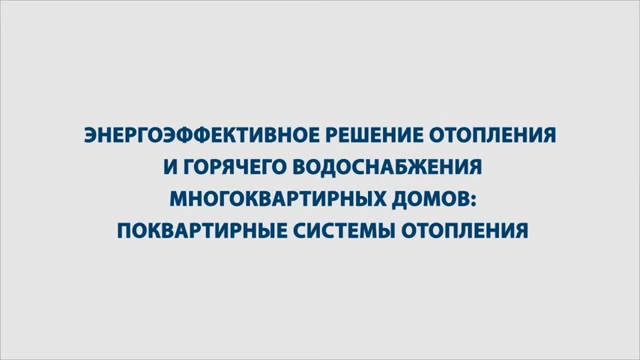 ЭНЕРГОЭФФЕКТИВНОЕ РЕШЕНИЕ ОТОПЛЕНИЯ
И ГОРЯЧЕГО ВОДОСНАБЖЕНИЯ
МНОГОКВАРТИРНЫХ ДОМОВ:
ПОКВАРТИРНЫЕ СИСТЕМЫ ОТОПЛЕНИЯ